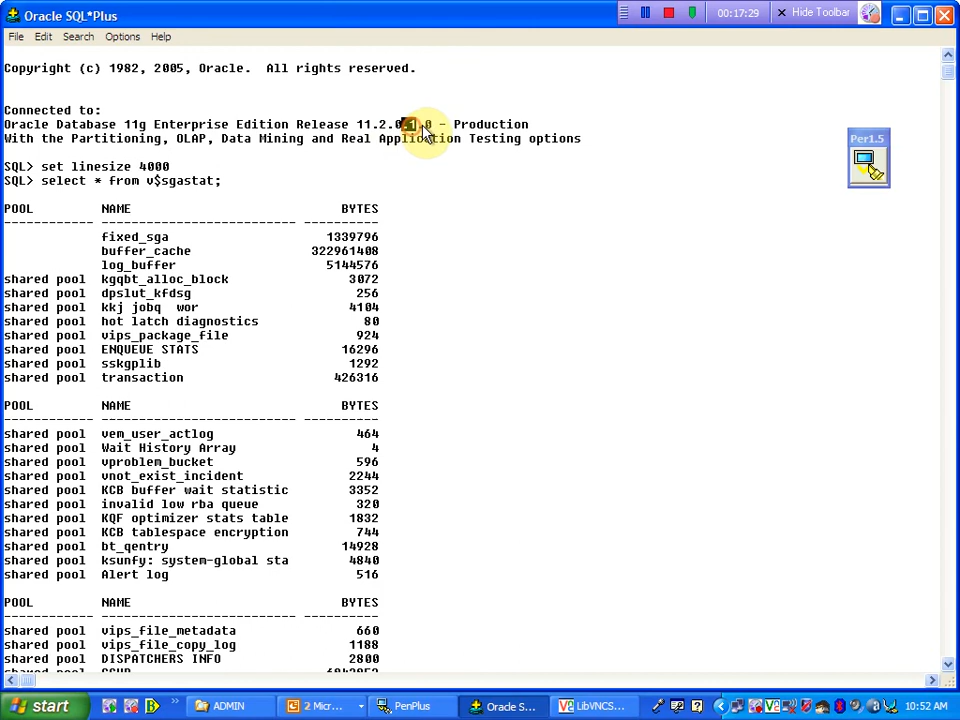 Oracle SQL*Plus
00:17:29
Hide Toolbar
File Edit Search Options Help
Copyright (c) 1982, 2005, Oracle. All rights reserved.
Connected to:
Oracle Database 11g Enterprise Edition Release 11.2.0.1.0 - Production
With the Partitioning, OLAP, Data Mining and Real Application Testing options
SQL> set linesize 4000
SQL> select * from v$sgastat;
POOL NAME BYTES
------------ -------------------------- ----------
fixed_sga 1339796
buffer_cache 322961408
log_buffer 5144576
shared pool kgqbt_alloc_block 3072
shared pool dpslut_kfdsg 256
shared pool kkj jobq wor 4104
shared pool hot latch diagnostics 80
shared pool vips_package_file 924
shared pool ENQUEUE STATS 16296
shared pool sskgplib 1292
shared pool transaction 426316
POOL NAME BYTES
------------ -------------------------- ----------
shared pool vem_user_actlog 464
shared pool Wait History Array 4
shared pool vproblem_bucket 596
shared pool vnot_exist_incident 2244
shared pool KCB buffer wait statistic 3352
shared pool invalid low rba queue 320
shared pool KQF optimizer stats table 1832
shared pool KCB tablespace encryption 744
shared pool bt_qentry 14928
shared pool ksunfy: system-global sta 4840
shared pool Alert log 516
POOL NAME BYTES
------------ -------------------------- ----------
shared pool vips_file_metadata 660
shared pool vips_file_copy_log 1188
shared pool DISPATCHERS INFO 2800
Per1.5
start
ADMIN
2 Micr...
PenPlus
Oracle S...
LibVNCS...
10:52 AM